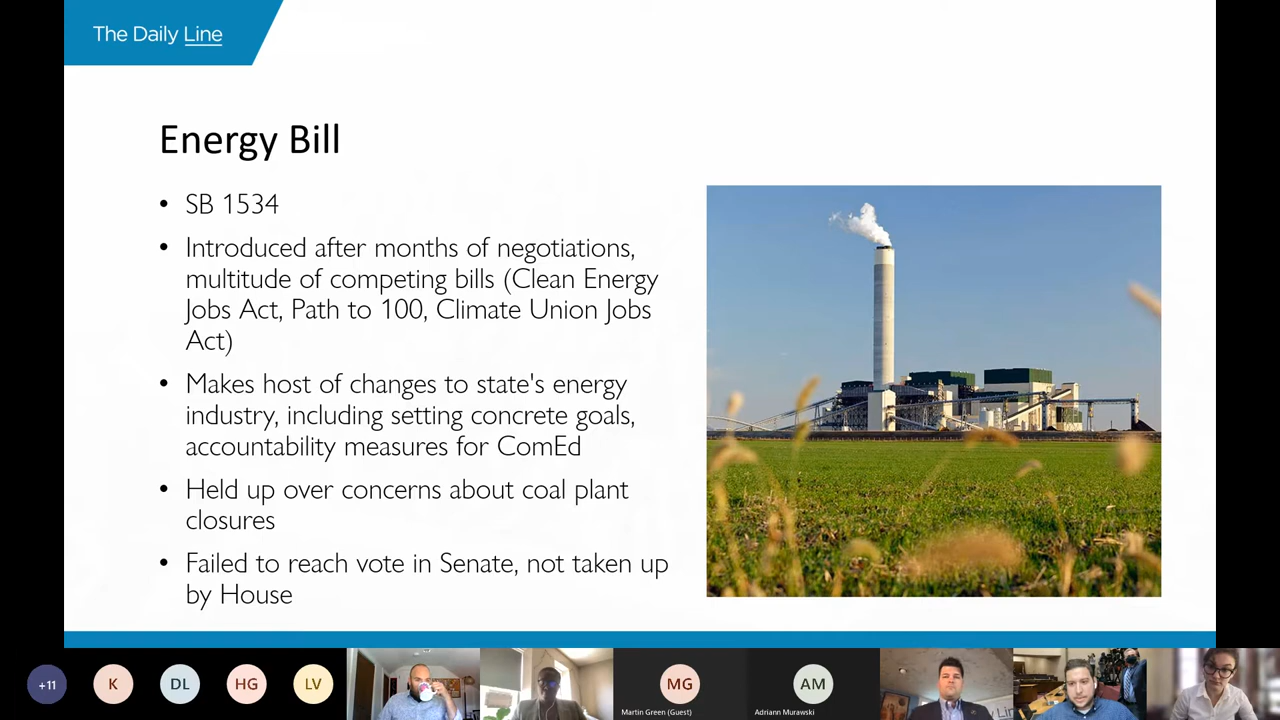 The Daily Line
Energy Bill
• SB 1534
• Introduced after months of negotiations,
multitude of competing bills (Clean Energy
Jobs Act, Path to 100, Climate Union Jobs
Act)
• Makes host of changes to state's energy
industry, including setting concrete goals,
accountability measures for ComEd
• Held up over concerns about coal plant
closures
• Failed to reach vote in Senate, not taken up
by House
+11
K
DL
HG
LV
MG
Martin Green (Guest)
AM
Adriann Murawski
Line